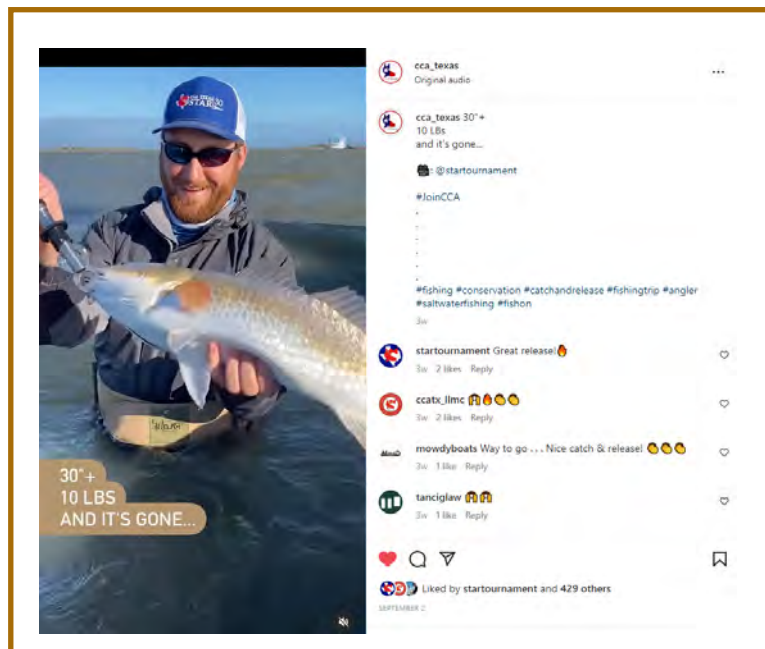 STAR
30"+
10 LBS
AND IT'S GONE...
cca_texas
Original audio
cca_texas 30"+
10 LBs
and it's gone...
: @startournament
#JoinCCA
.
.
.
.
.
#fishing #conservation #catchandrelease #fishingtrip #angler
#saltwaterfishing #fishon
3w
startournament Great release!
3w 2 likes Reply
ccatx_llmc
3w 2 likes Reply
mowdyboats Way to go . . . Nice catch & release!
3w 1 like Reply
tanciglaw
3w 1 like Reply
Liked by startournament and 429 others
SEPTEMBER 2